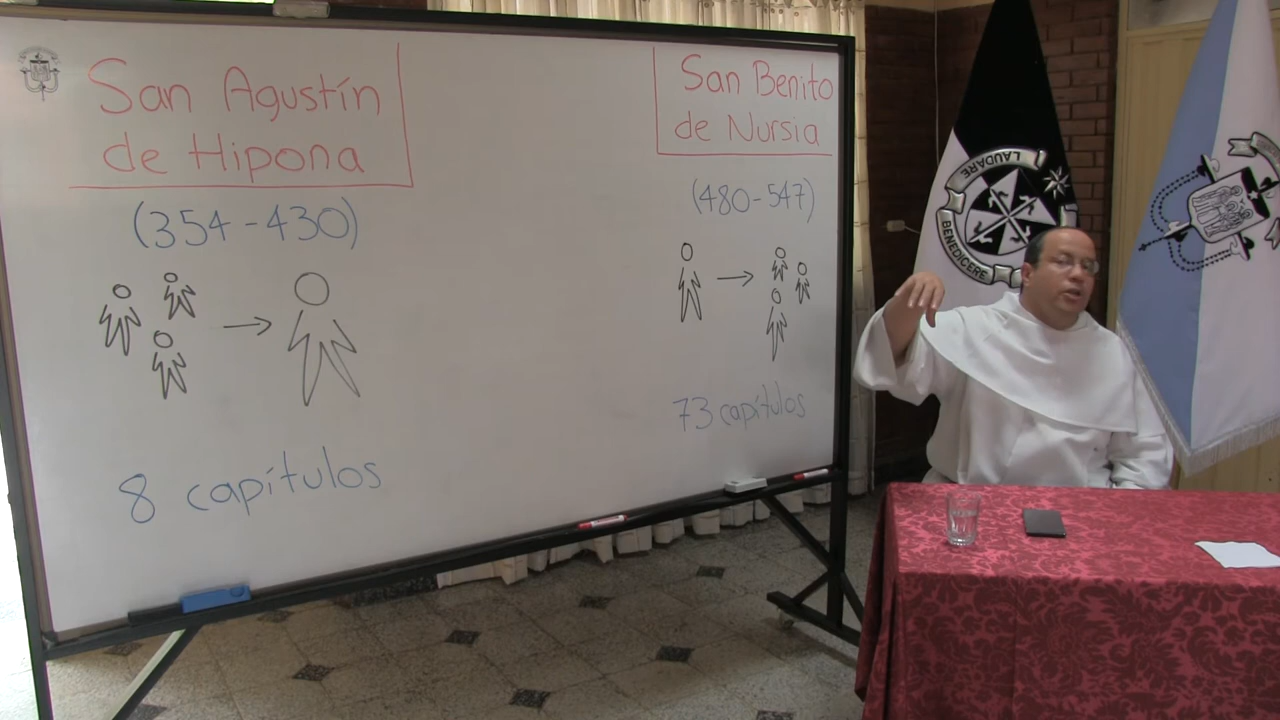 San Agustín
de Hipona
(354-430)
8 capítulos
San Benito
de Nursia
(480-547)
73 capítulos
LAUDARE
BENEDICERE